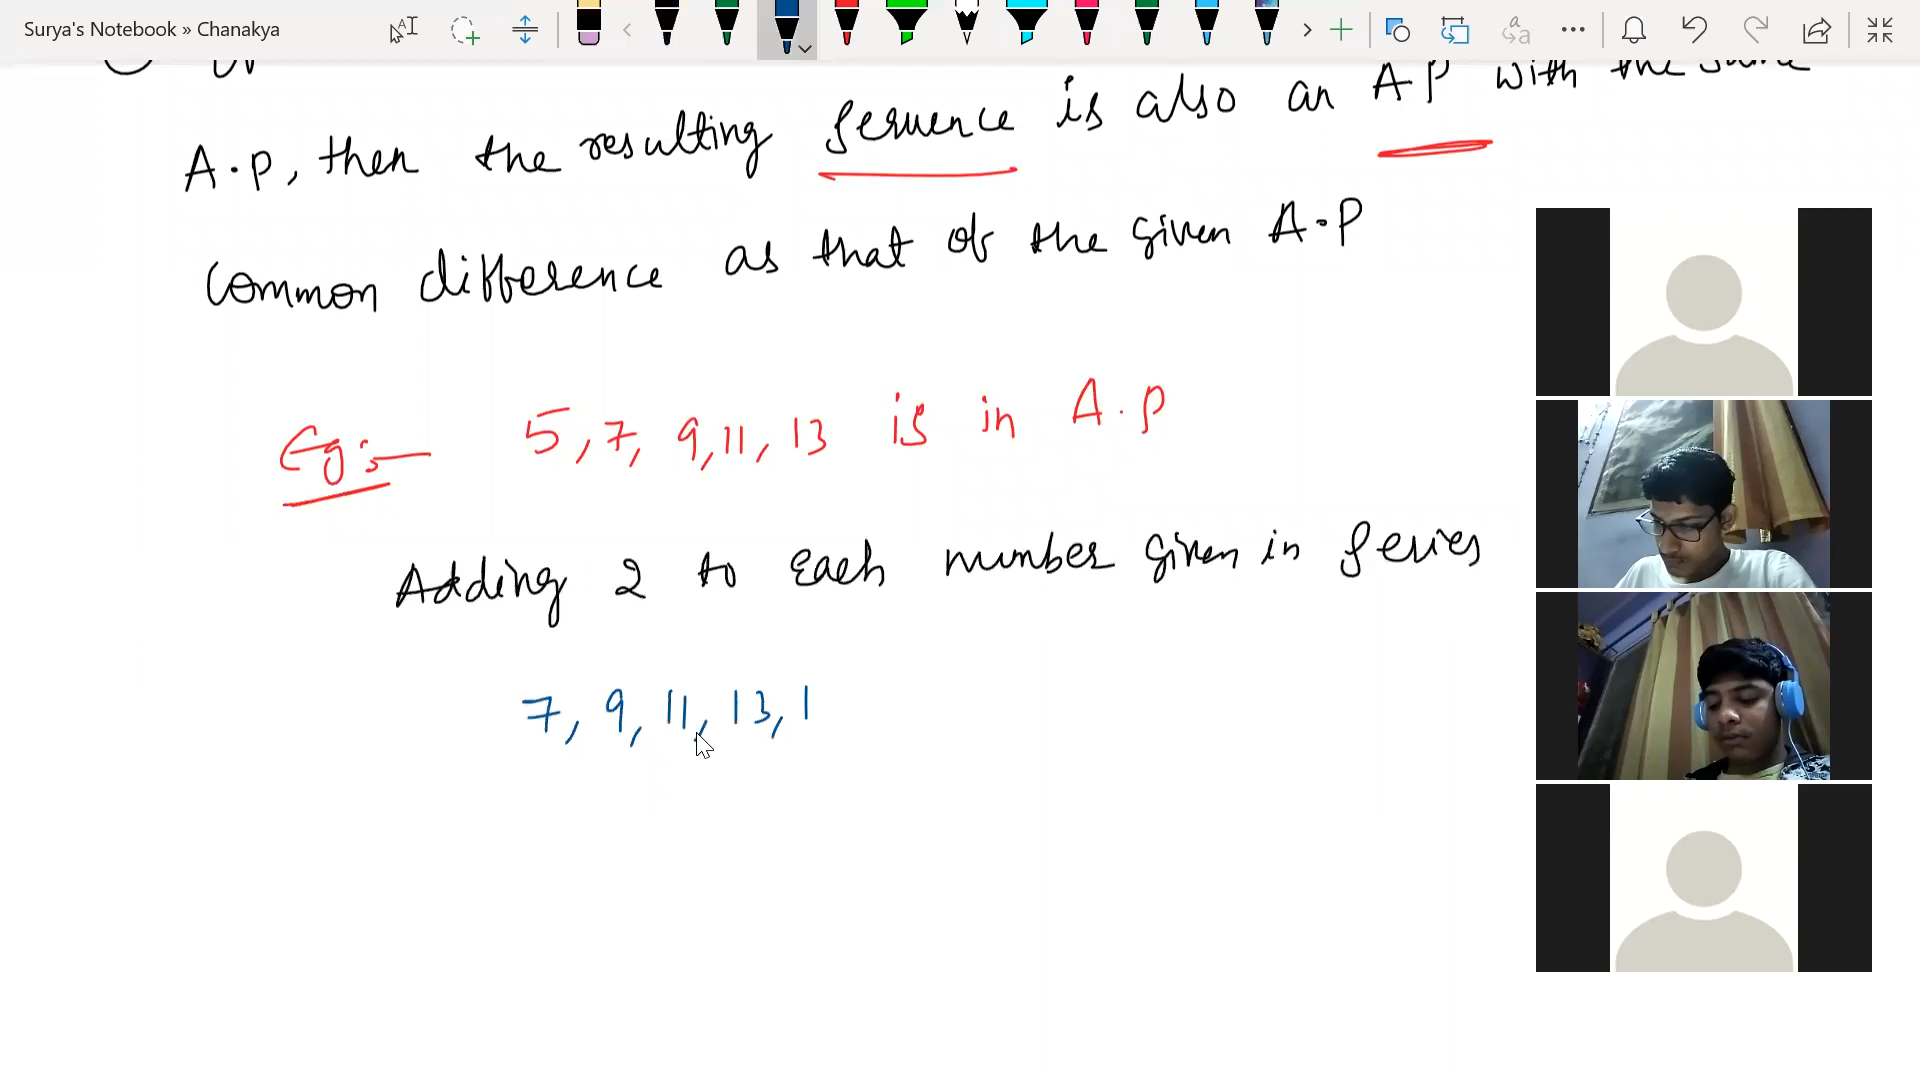 Surya's Notebook » Chanakya
AP with the same
A.P, then the resulting sequence is also an
common difference as that of the given A.P
Eg:- 5, 7, 9, 11, 13 is in A.P
Adding 2 to Each number given in series
7, 9, 11, 13, 1